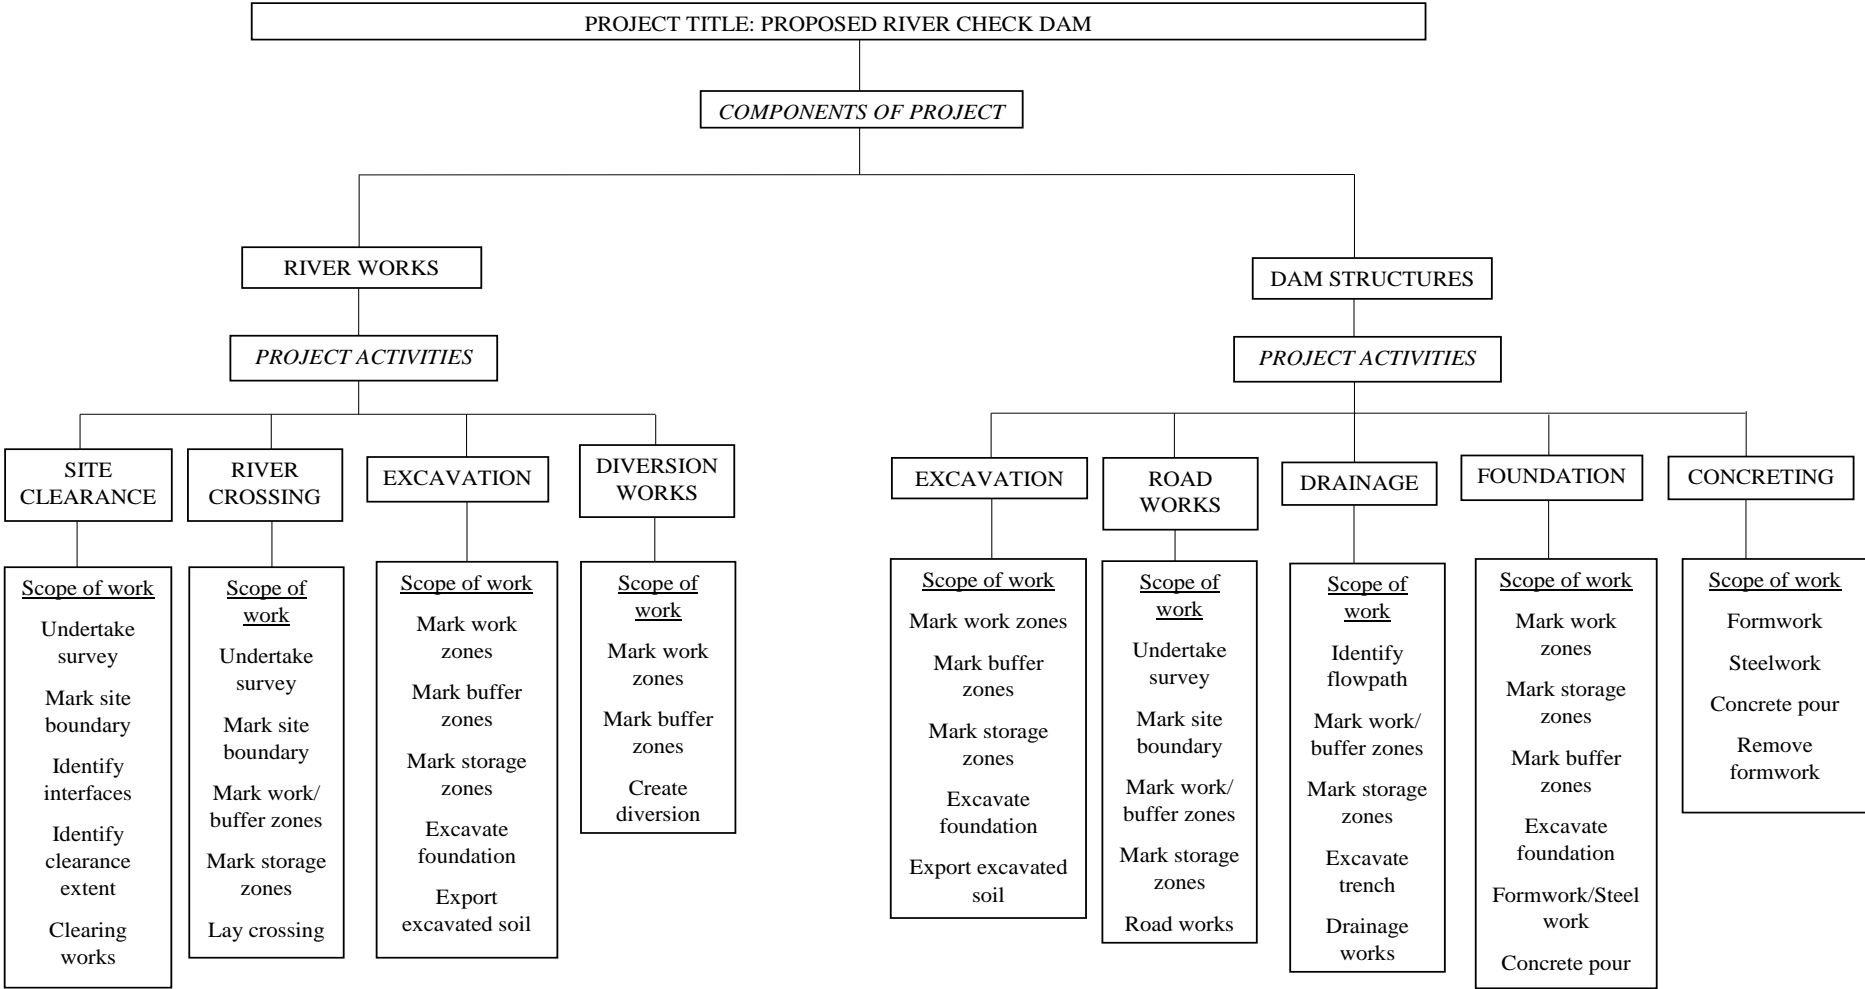 PROJECT TITLE: PROPOSED RIVER CHECK DAM
COMPONENTS OF PROJECT
RIVER WORKS
DAM STRUCTURES
PROJECT ACTIVITIES
PROJECT ACTIVITIES
SITE
CLEARANCE
RIVER
CROSSING
EXCAVATION
DIVERSION
WORKS
EXCAVATION
ROAD
WORKS
DRAINAGE
FOUNDATION
CONCRETING
Scope of work
Undertake
survey
Mark site
boundary
Identify
interfaces
Identify
clearance
extent
Clearing
works
Scope of
work
Undertake
survey
Mark site
boundary
Mark work/
buffer zones
Mark storage
zones
Lay crossing
Scope of work
Mark work
zones
Mark buffer
zones
Mark storage
zones
Excavate
foundation
Export
excavated soil
Scope of
work
Mark work
zones
Mark buffer
zones
Create
diversion
Scope of work
Mark work zones
Mark buffer
zones
Mark storage
zones
Excavate
foundation
Export excavated
soil
Scope of
work
Undertake
survey
Mark site
boundary
Mark work/
buffer zones
Mark storage
zones
Road works
Scope of
work
Identify
flowpath
Mark work/
buffer zones
Mark storage
zones
Excavate
trench
Drainage
works
Scope of work
Mark work
zones
Mark storage
zones
Mark buffer
zones
Excavate
foundation
Formwork/Steel
work
Concrete pour
Scope of work
Formwork
Steelwork
Concrete pour
Remove
formwork